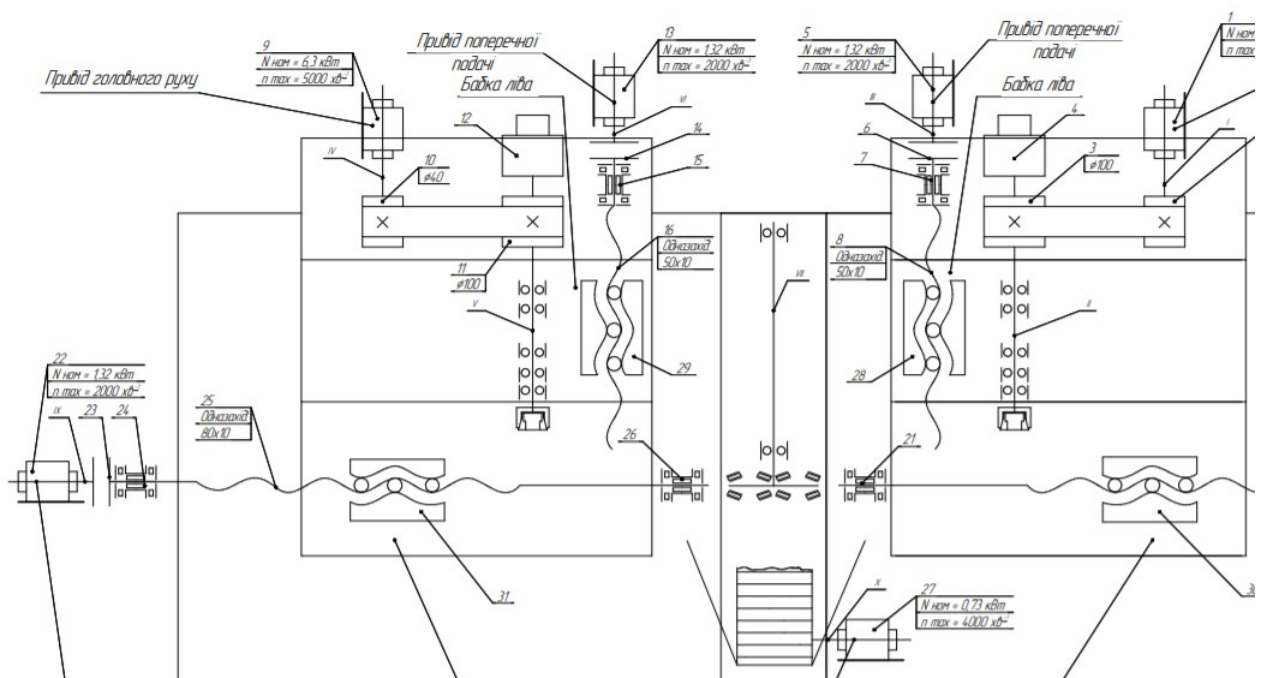 9
N ном = 6,3 кВт
n max = 5000 хв⁻¹
Привід головного руху
Привід поперечної
подачі
Бабка ліва
13
N ном = 1,32 кВт
n max = 2000 хв⁻¹
5
N ном = 1,32 кВт
n max = 2000 хв⁻¹
Привід поперечної
подачі
Бабка ліва
1
N ном
n max
12
VI
14
15
III
6
7
4
3
ø100
I
IV
10
ø40
11
ø100
16
Однозахід
50х10
8
Однозахід
50х10
VII
V
II
29
28
22
N ном = 1,32 кВт
n max = 2000 хв⁻¹
IX
23
24
25
Однозахід
80х10
26
21
31
30
X
27
N ном = 0,73 кВт
n max = 4000 хв⁻¹